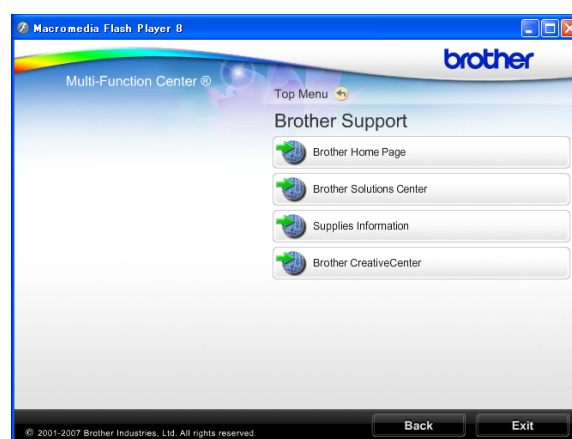 Macromedia Flash Player 8
brother
Multi-Function Center ®
Top Menu
Brother Support
Brother Home Page
Brother Solutions Center
Supplies Information
Brother CreativeCenter
© 2001-2007 Brother Industries, Ltd. All rights reserved.
Back
Exit